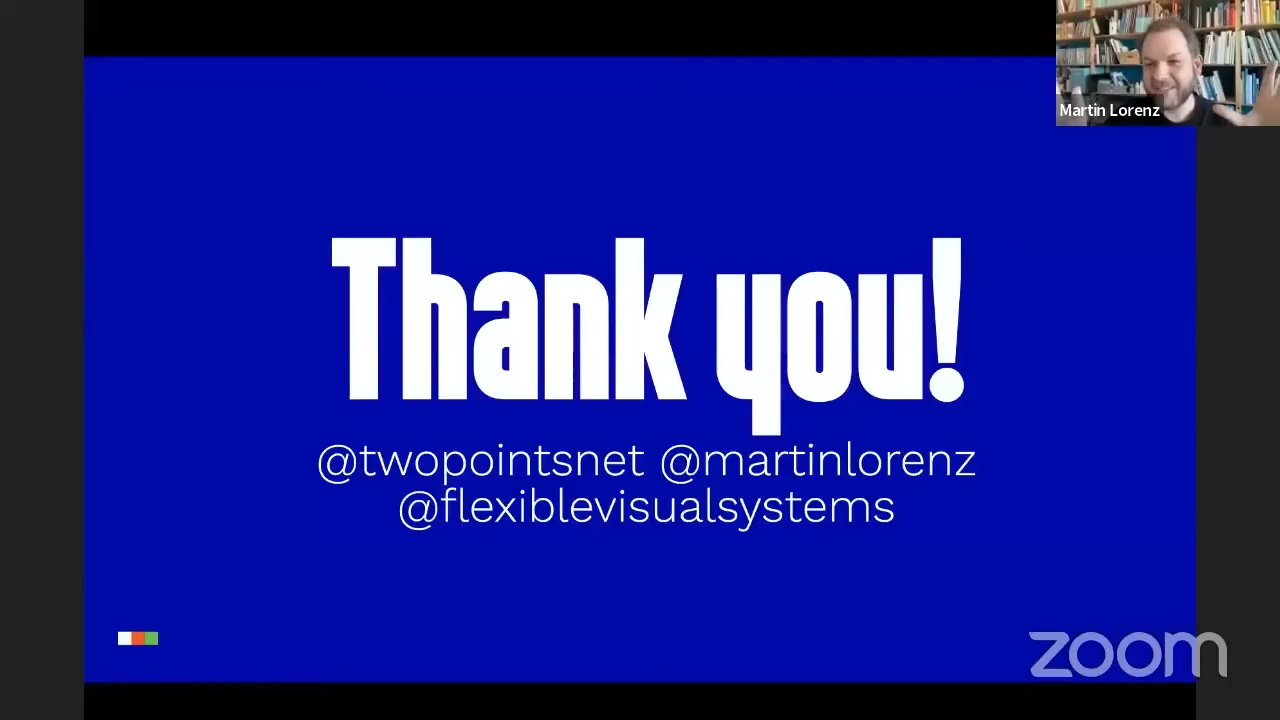 Martin Lorenz
Thank you!
@twopointsnet @martinlorenz
@flexiblevisualsystems
zoom